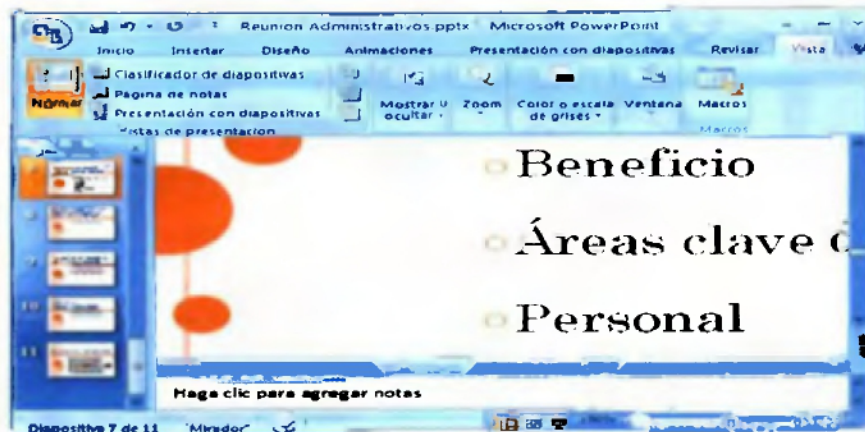 Reunion Administrativos.pptx - Microsoft PowerPoint
Inicio Insertar Diseño Animaciones Presentación con diapositivas Revisar Vista
Normal
Clasificador de diapositivas
Página de notas
Presentación con diapositivas
Vistas de presentación
Mostrar u ocultar
Zoom
Color o escala de grises
Ventana
Macros
Macros
Beneficio
Áreas clave
Personal
10
11
Haga clic para agregar notas
Diapositiva 7 de 11 "Mirador"